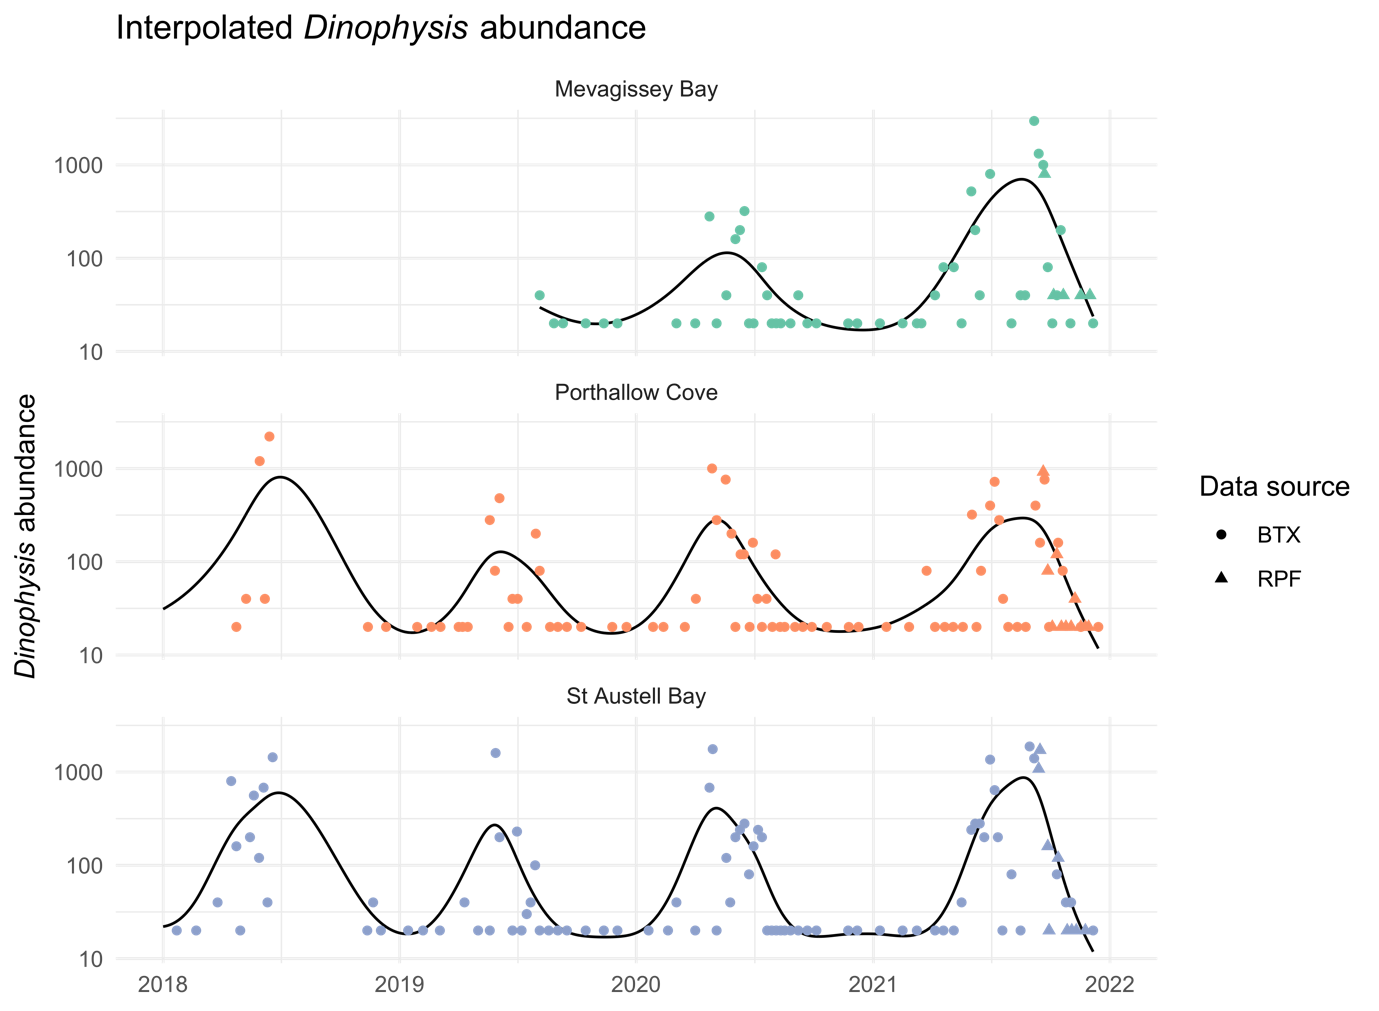 Interpolated Dinophysis abundance
Mevagissey Bay
1000
100
10
Porthallow Cove
1000
100
10
St Austell Bay
1000
100
10
2018 2019 2020 2021 2022
Dinophysis abundance
Data source
BTX
RPF